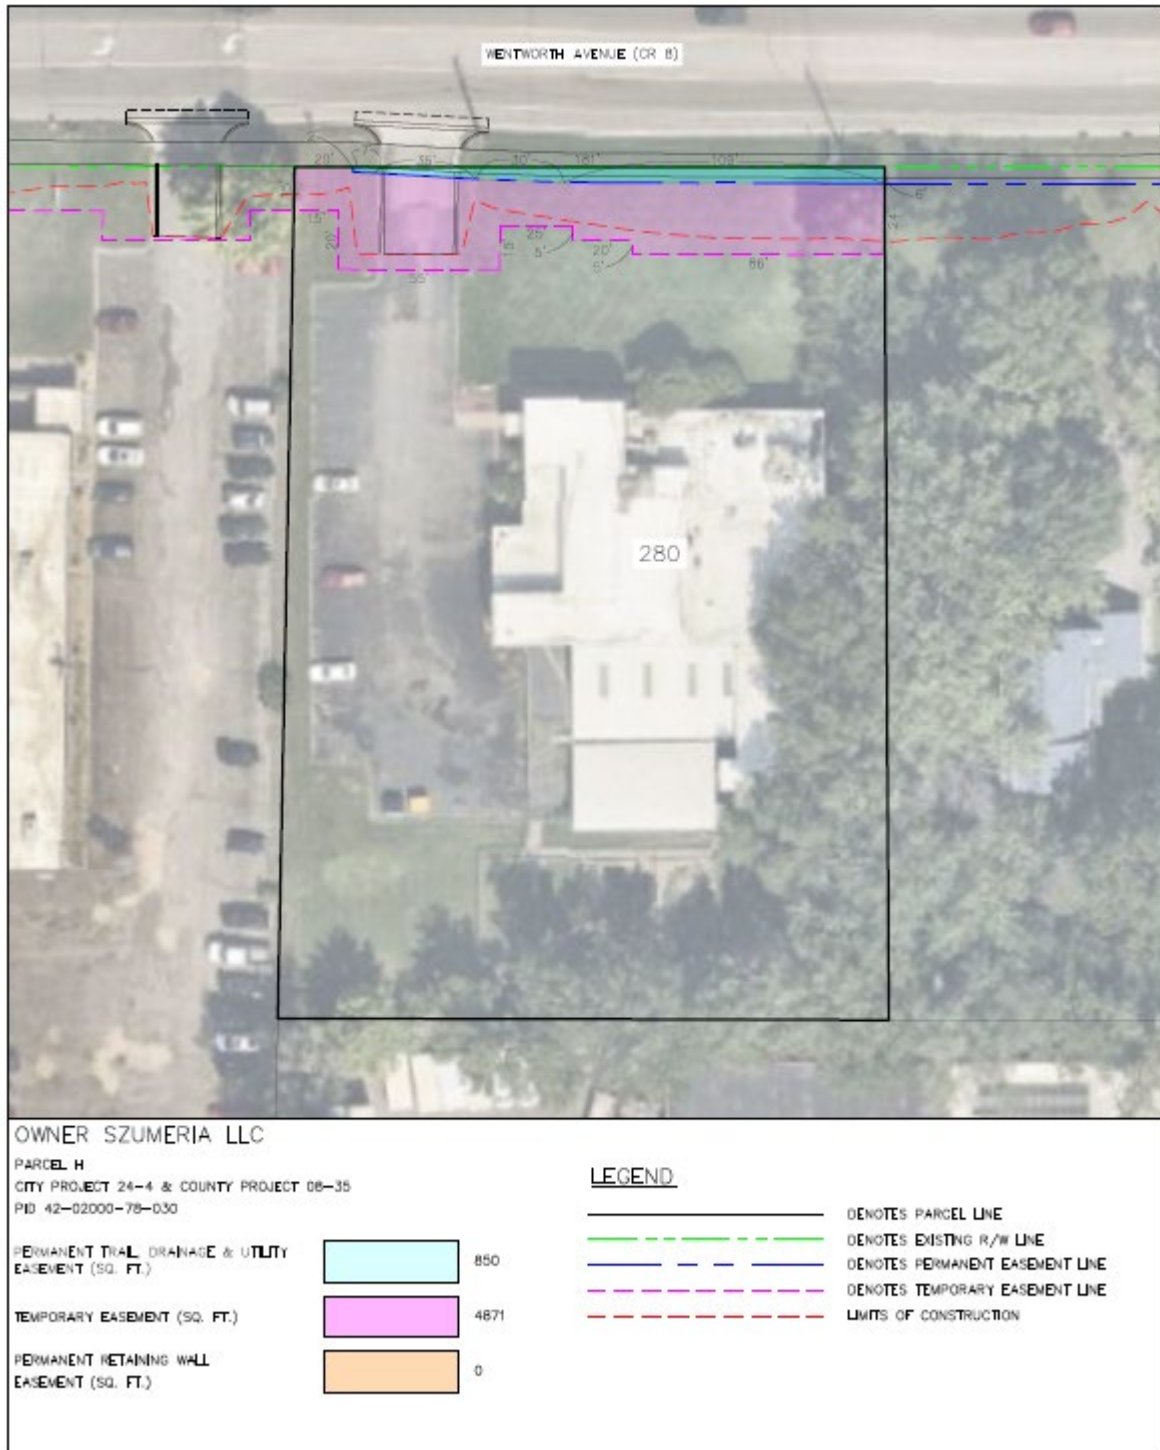 WENTWORTH AVENUE (CR 8)
20'
36'
30'
181'
109'
6'
15'
20'
25'
5'
15'
20'
24'
86'
55'
280
OWNER SZUMERIA LLC
PARCEL H
CITY PROJECT 24-4 & COUNTY PROJECT 08-35
PID 42-02000-78-030
PERMANENT TRAIL, DRAINAGE & UTILITY
EASEMENT (SQ. FT.)
850
TEMPORARY EASEMENT (SQ. FT.)
4871
PERMANENT RETAINING WALL
EASEMENT (SQ. FT.)
0
LEGEND
DENOTES PARCEL LINE
DENOTES EXISTING R/W LINE
DENOTES PERMANENT EASEMENT LINE
DENOTES TEMPORARY EASEMENT LINE
LIMITS OF CONSTRUCTION